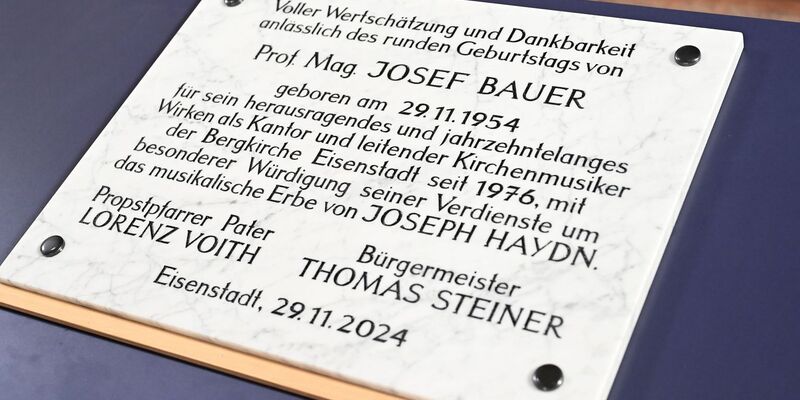 Voller Wertschätzung und Dankbarkeit
anlässlich des runden Geburtstags von
Prof. Mag. JOSEF BAUER
geboren am 29.11.1954
für sein herausragendes und jahrzehntelanges
Wirken als Kantor und leitender Kirchenmusiker
der Bergkirche Eisenstadt seit 1976, mit
besonderer Würdigung seiner Verdienste um
das musikalische Erbe von JOSEPH HAYDN.
Propstpfarrer Pater
LORENZ VOITH
Bürgermeister
THOMAS STEINER
Eisenstadt, 29.11.2024